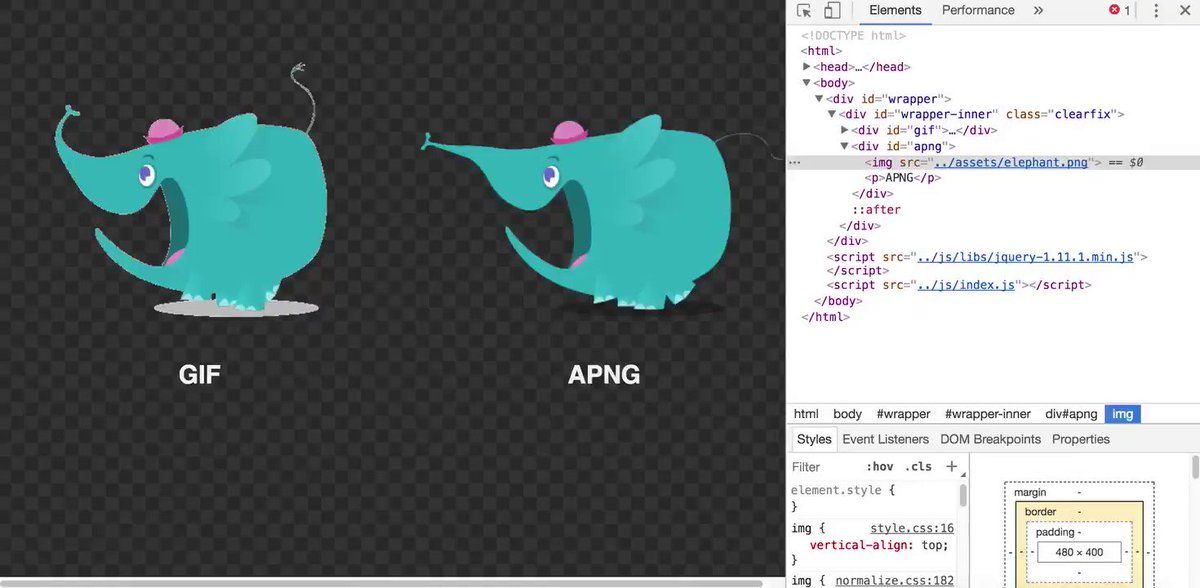 GIF
APNG
Elements Performance » 1
<!DOCTYPE html>
<html>
<head>…</head>
<body>
<div id="wrapper">
<div id="wrapper-inner" class="clearfix">
<div id="gif">…</div>
<div id="apng">
<img src="../assets/elephant.png"> == $0
<p>APNG</p>
</div>
::after
</div>
</div>
<script src="../js/libs/jquery-1.11.1.min.js">
</script>
<script src="../js/index.js"></script>
</body>
</html>
html body #wrapper #wrapper-inner div#apng img
Styles Event Listeners DOM Breakpoints Properties
Filter :hov .cls +
element.style {
}
img { style.css:16
vertical-align: top;
}
img { normalize.css:182
margin -
border -
padding -
- - - 480 × 400 - - -
-